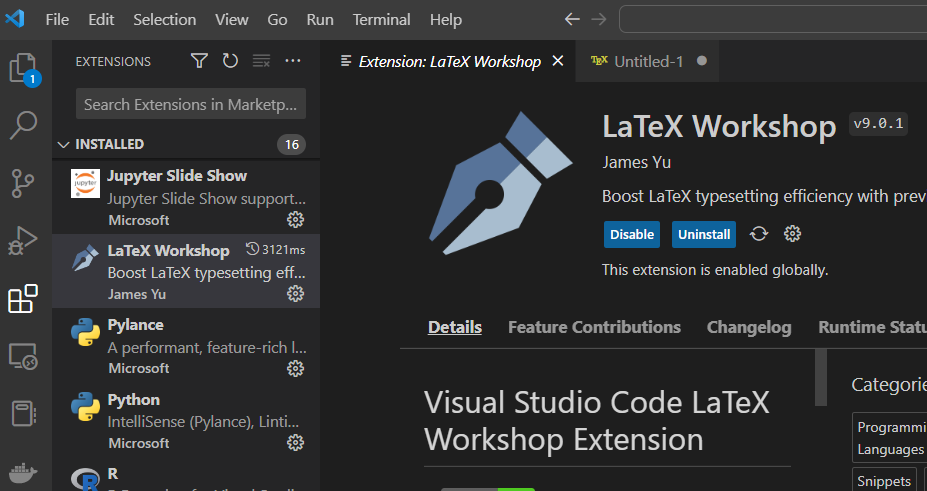 File Edit Selection View Go Run Terminal Help
EXTENSIONS
Extension: LaTeX Workshop
TEX Untitled-1
1
Search Extensions in Marketp...
INSTALLED 16
Jupyter Slide Show
Jupyter Slide Show support...
Microsoft
LaTeX Workshop 3121ms
Boost LaTeX typesetting eff...
James Yu
Pylance
A performant, feature-rich l...
Microsoft
Python
IntelliSense (Pylance), Linti...
Microsoft
R
LaTeX Workshop v9.0.1
James Yu
Boost LaTeX typesetting efficiency with prev
Disable Uninstall
This extension is enabled globally.
Details Feature Contributions Changelog Runtime Statu
Visual Studio Code LaTeX
Workshop Extension
Categorie
Programmi
Languages
Snippets